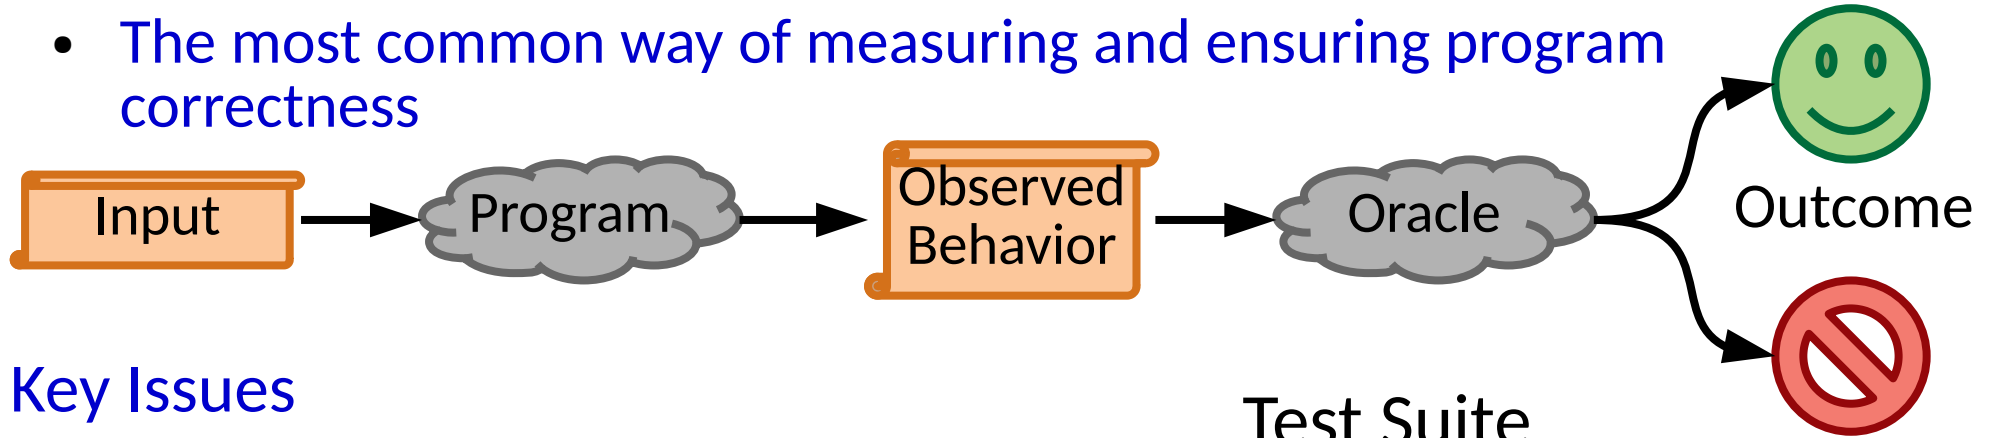 • The most common way of measuring and ensuring program
correctness
Input
Program
Observed
Behavior
Oracle
Outcome
Key Issues
Test Suite